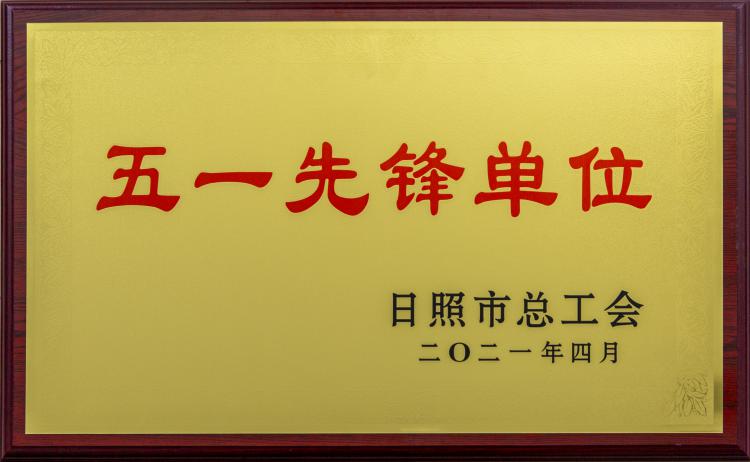 五一先锋单位
日照市总工会
二〇二一年四月